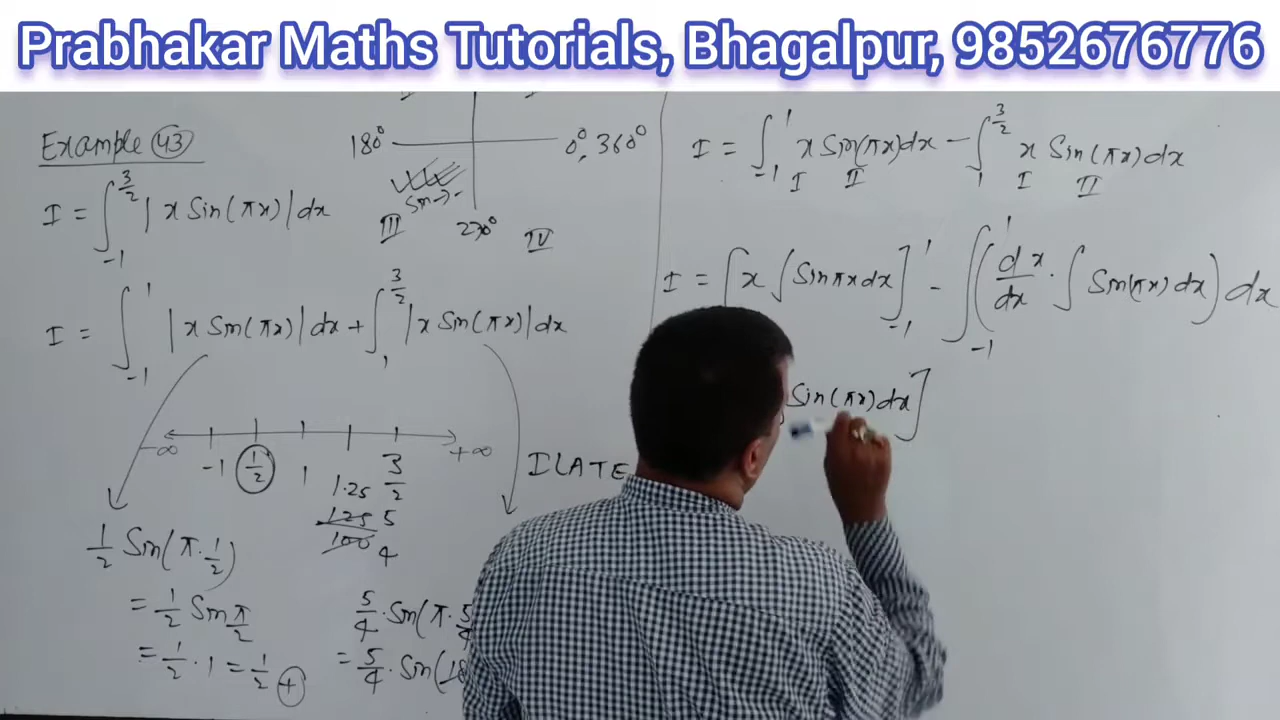 Prabhakar Maths Tutorials, Bhagalpur, 9852676776
Example 43
I = ∫_{-1}^{3/2} | x Sin(πx) | dx
I = ∫_{-1}^{1} | x Sin(πx) | dx + ∫_{1}^{3/2} | x Sin(πx) | dx
-∞ -1 1/2 1 1.25 3/2 +∞
125/100 5/4
1/2 Sin(π·1/2)
= 1/2 Sin π/2
= 1/2 · 1 = 1/2 +
5/4 · Sin(π · 5/4
= 5/4 · Sin(18
180° 0°, 360°
III 270° IV
ILATE
I = ∫_{-1}^{1} x Sin(πx) dx - ∫_{1}^{3/2} x Sin(πx) dx
I II I II
I = [x ∫ Sin πx dx]_{-1}^{1} - ∫_{-1}^{1} (dx/dx · ∫ Sin(πx) dx) dx
Sin(πx) dx]